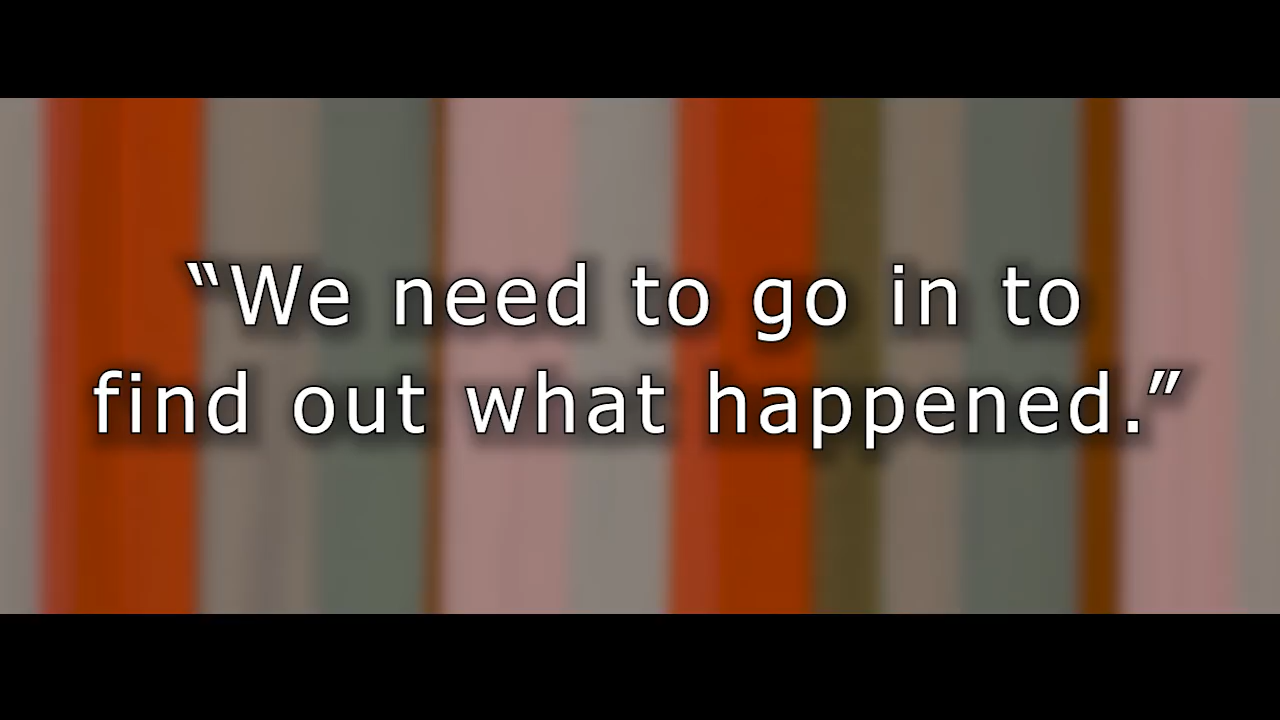 “We need to go in to
find out what happened.”